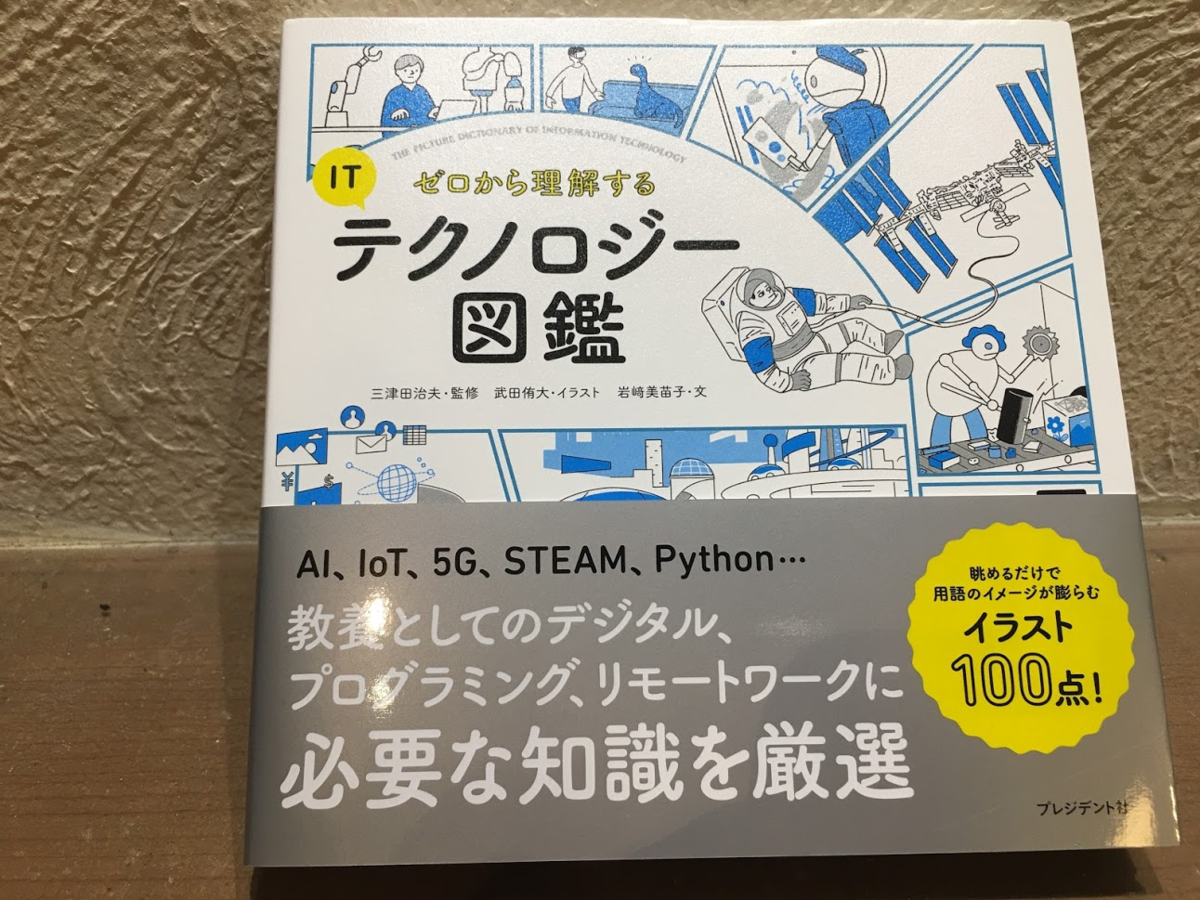 THE PICTURE DICTIONARY OF INFORMATION TECHNOLOGY
IT
ゼロから理解する
テクノロジー
図鑑
三津田治夫・監修 武田侑大・イラスト 岩﨑美苗子・文
¥
$
AI、IoT、5G、STEAM、Python…
教養としてのデジタル、
プログラミング、リモートワークに
必要な知識を厳選
眺めるだけで
用語のイメージが膨らむ
イラスト
100点!
プレジデント社